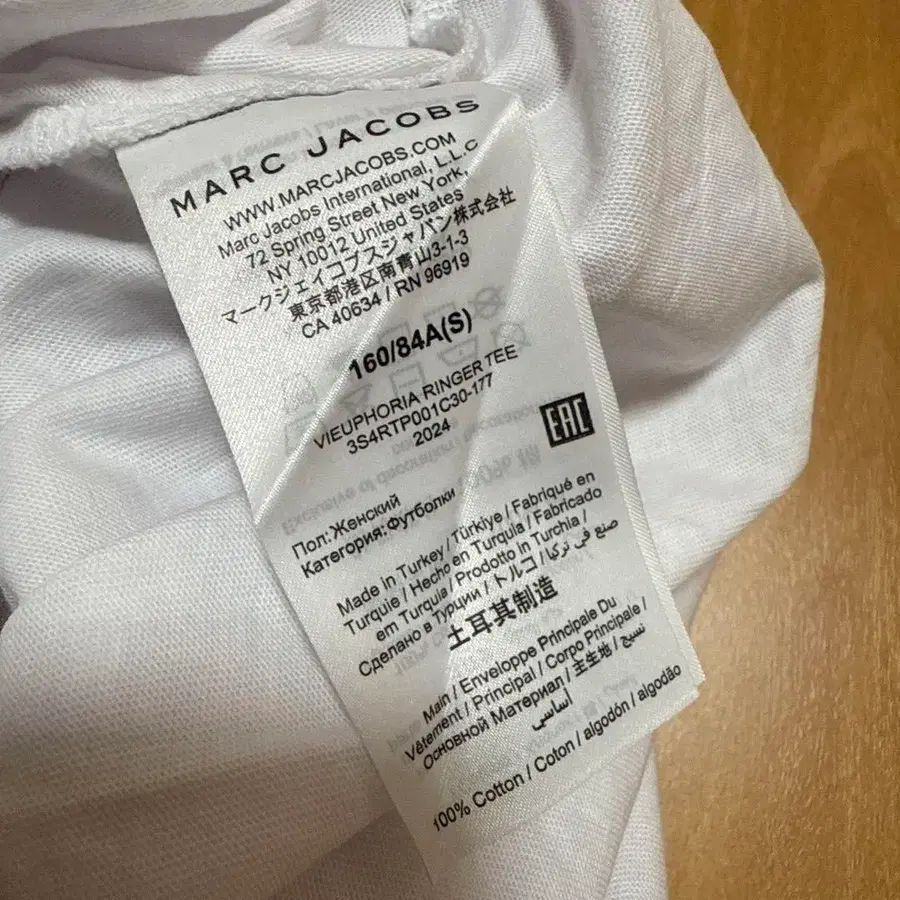 MARC JACOBS
WWW.MARCJACOBS.COM
Marc Jacobs International, L.L.C
72 Spring Street New York,
NY 10012 United States
マークジェイコブスジャパン株式会社
東京都港区南青山3-1-3
CA 40634 / RN 96919
160/84A(S)
VIEUPHORIA RINGER TEE
3S4RTP001C30-177
2024
EAC
Пол:Женский
Категория:Футболки
Made in Turkey / Türkiye / Fabriqué en
Turquie / Hecho en Turquía / Fabricado
em Turquia / Prodotto in Turchia /
Сделано в Турции / トルコ / صنع في تركيا
土耳其制造
Main / Enveloppe Principale Du
Vêtement / Principal / Corpo Principale /
Основной Материал / 主生地 / نسيج
أساسي
100% Cotton / Coton / algodón / algodão